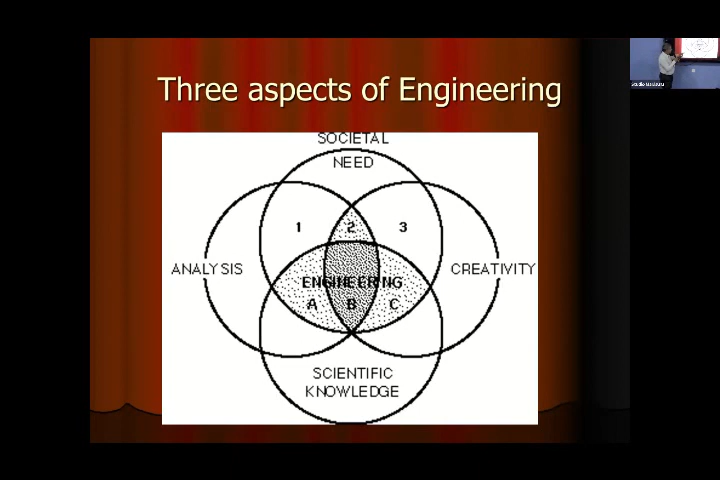 Three aspects of Engineering
SOCIETAL
NEED
1
2
3
ANALYSIS
CREATIVITY
ENGINEERING
A
B
C
SCIENTIFIC
KNOWLEDGE